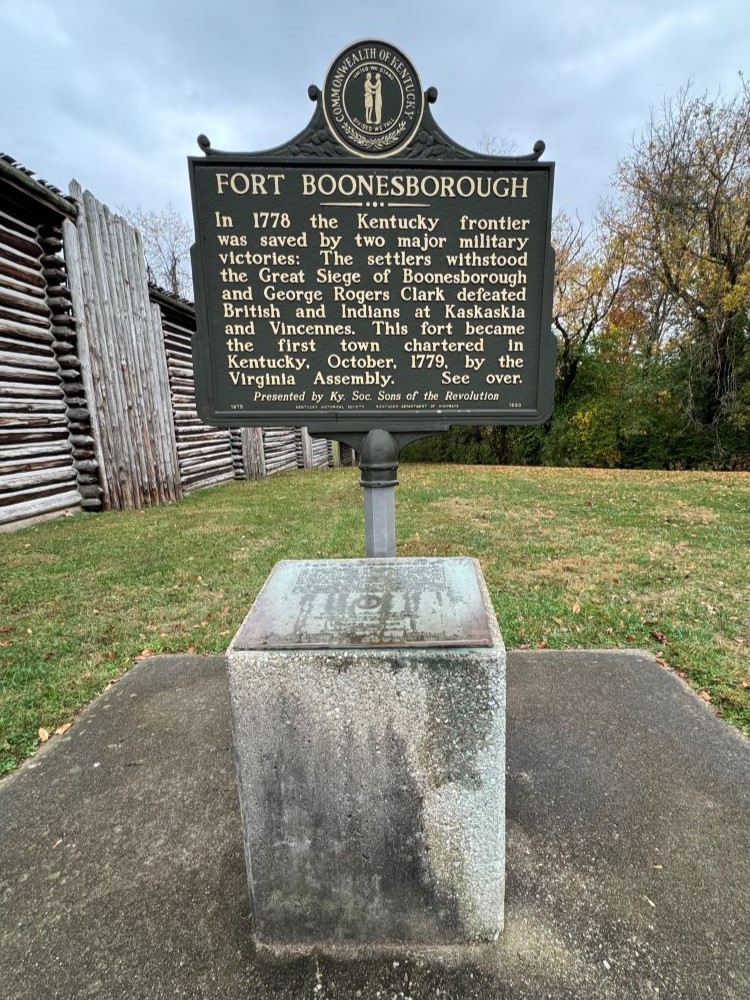 COMMONWEALTH OF KENTUCKY
UNITED WE STAND
DIVIDED WE FALL
FORT BOONESBOROUGH
In 1778 the Kentucky frontier
was saved by two major military
victories: The settlers withstood
the Great Siege of Boonesborough
and George Rogers Clark defeated
British and Indians at Kaskaskia
and Vincennes. This fort became
the first town chartered in
Kentucky, October, 1779, by the
Virginia Assembly. See over.
Presented by Ky. Soc. Sons of the Revolution
1975 KENTUCKY HISTORICAL SOCIETY KENTUCKY DEPARTMENT OF HIGHWAYS 1520